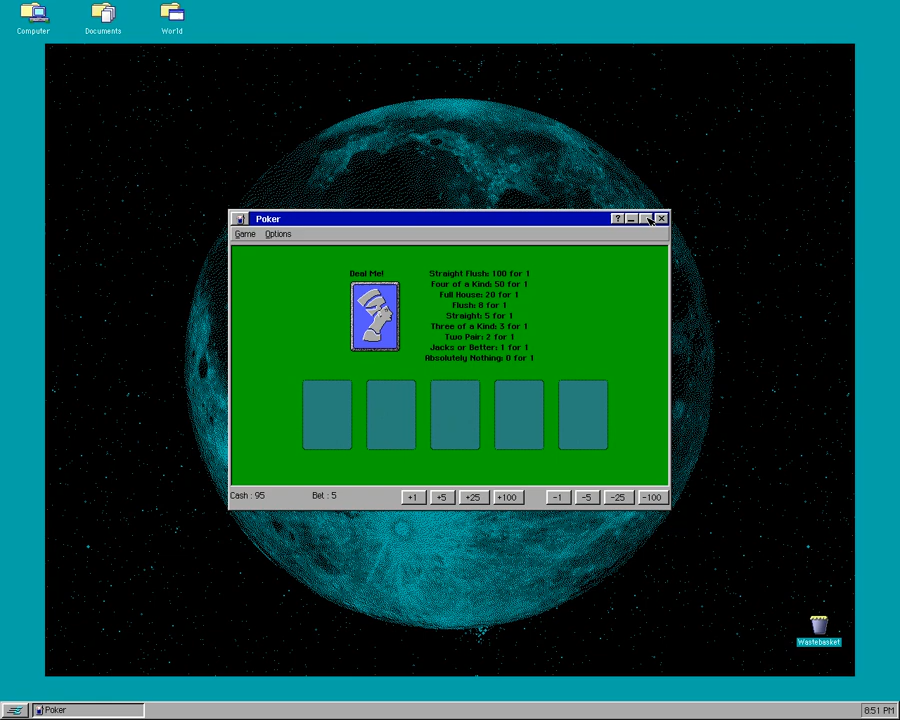 Computer
Documents
World
Poker
Game Options
Deal Me!
Straight Flush: 100 for 1
Four of a Kind: 50 for 1
Full House: 20 for 1
Flush: 8 for 1
Straight: 5 for 1
Three of a Kind: 3 for 1
Two Pair: 2 for 1
Jacks or Better: 1 for 1
Absolutely Nothing: 0 for 1
Cash : 95 Bet : 5 +1 +5 +25 +100 -1 -5 -25 -100
Wastebasket
Poker 8:51 PM